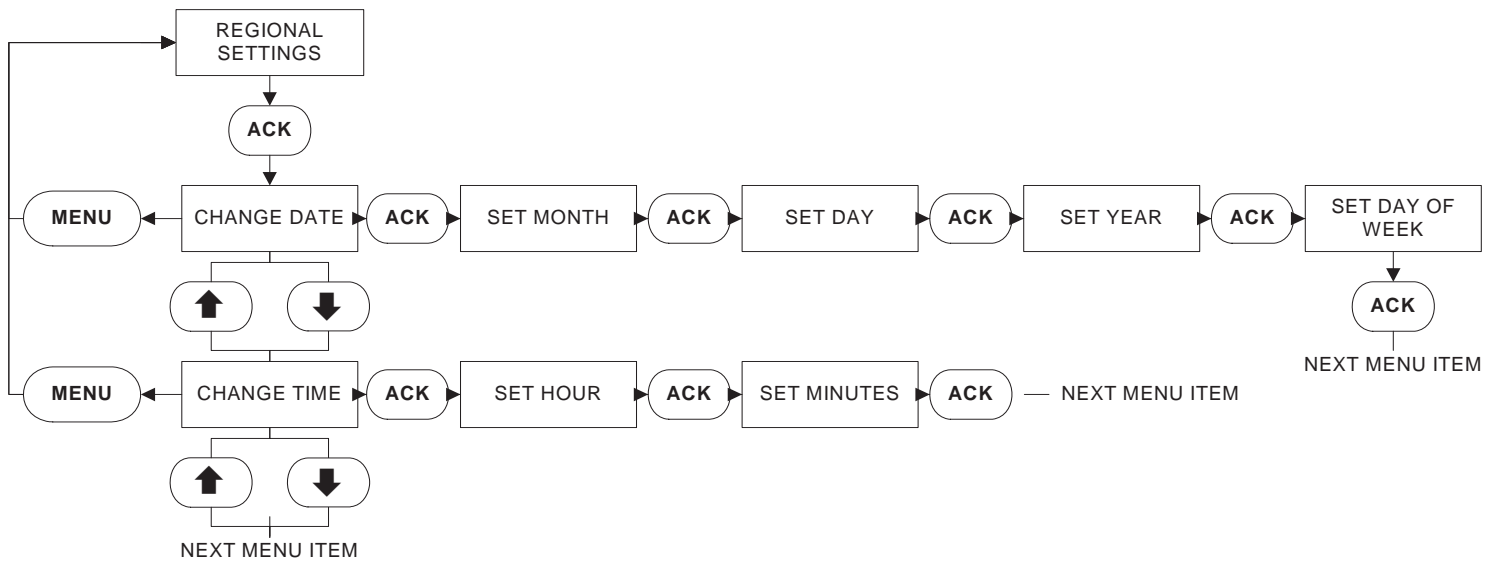 REGIONAL
SETTINGS
ACK
MENU
CHANGE DATE
ACK
SET MONTH
ACK
SET DAY
ACK
SET YEAR
ACK
SET DAY OF
WEEK
ACK
NEXT MENU ITEM
MENU
CHANGE TIME
ACK
SET HOUR
ACK
SET MINUTES
ACK
NEXT MENU ITEM
NEXT MENU ITEM